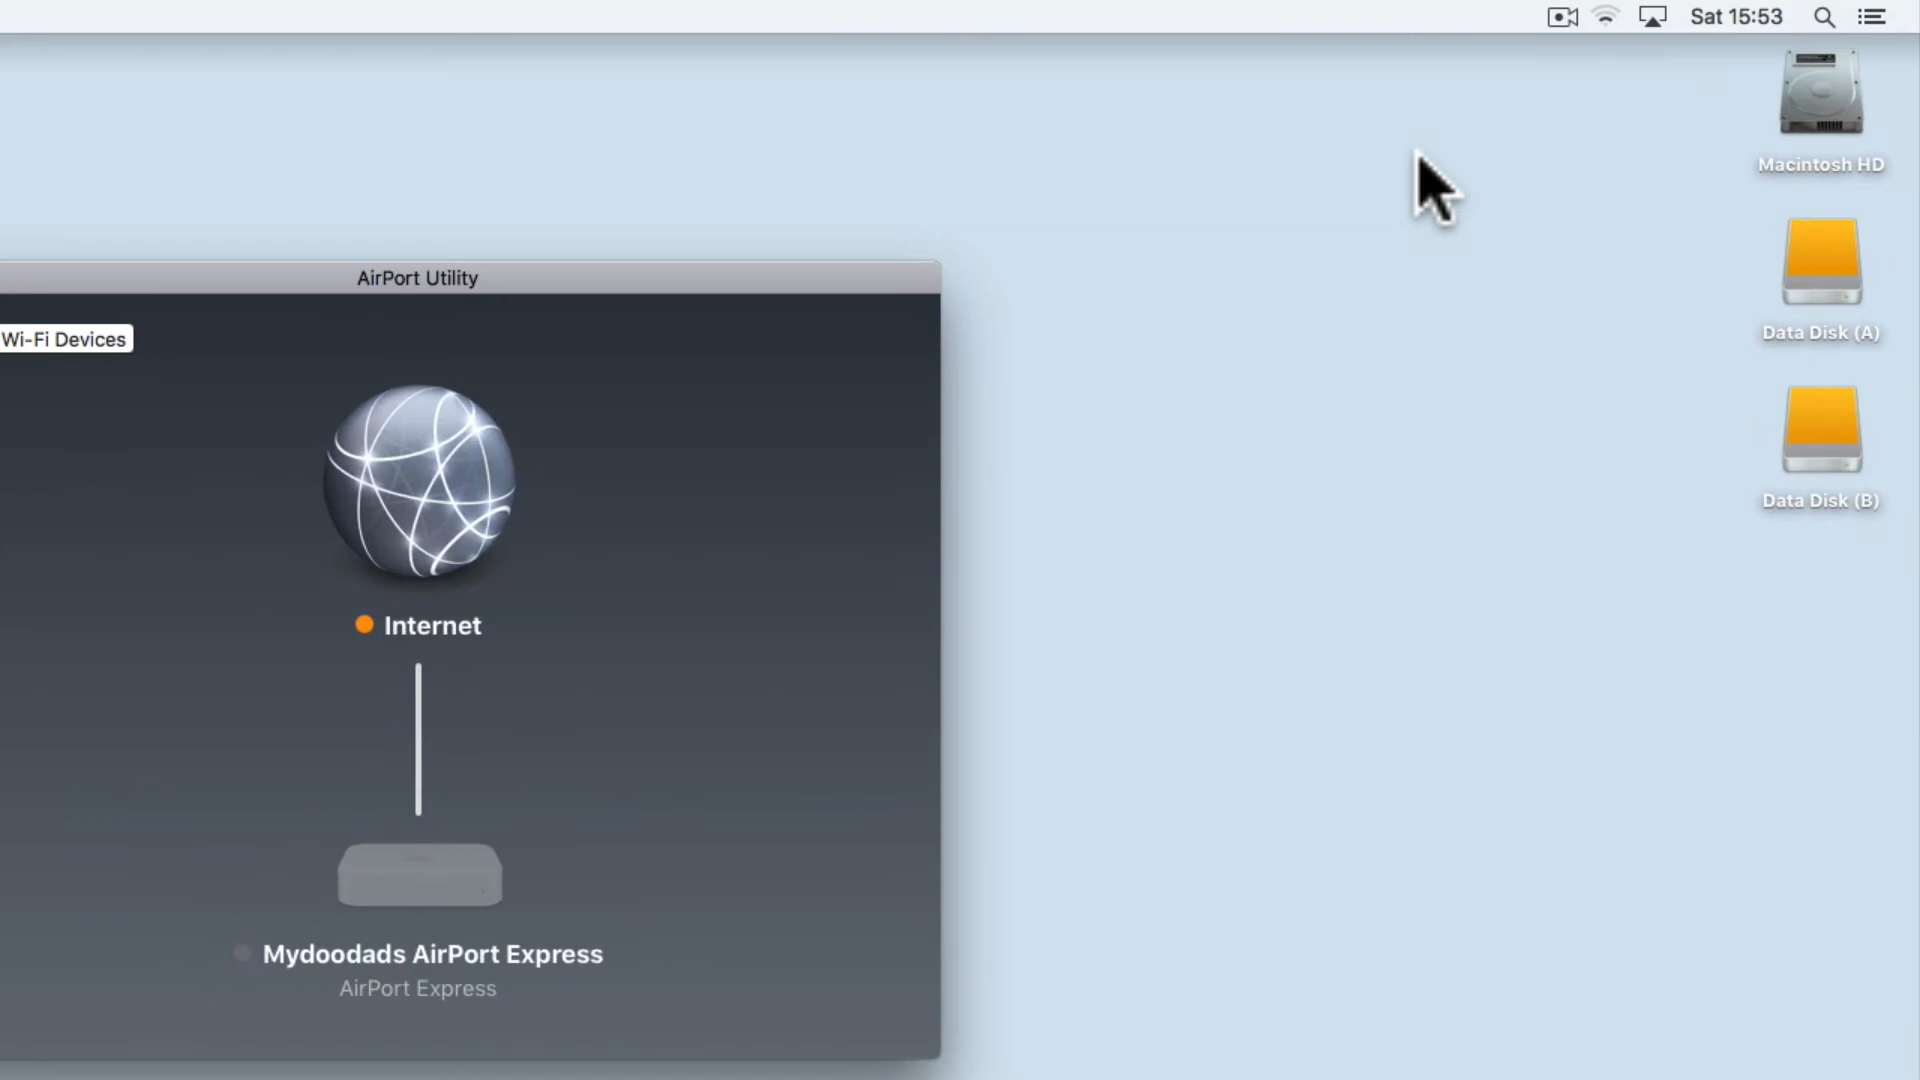 Sat 15:53
Macintosh HD
Data Disk (A)
Data Disk (B)
AirPort Utility
Wi-Fi Devices
Internet
Mydoodads AirPort Express
AirPort Express